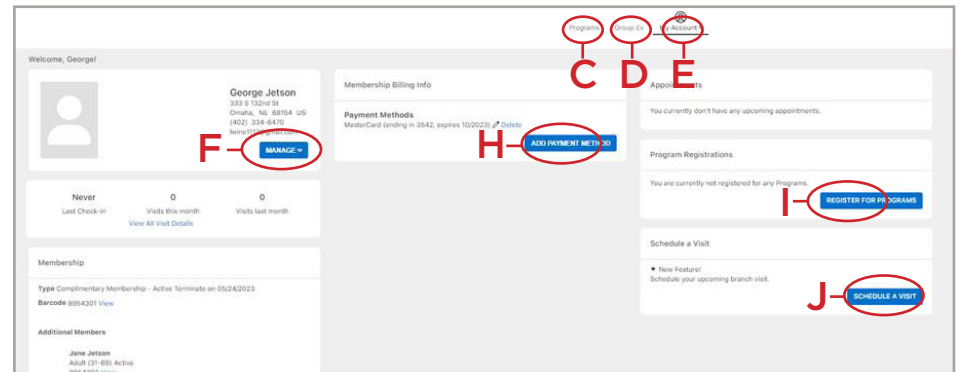 Programs Group Ex My Account
C D E
Welcome, George!
George Jetson
333 S 132nd St
Omaha, NE 68154 US
(402) 334-6470
F
MANAGE
Never 0 0
Last Check-in Visits this month Visits last month
View All Visit Details
Membership
Type Complimentary Membership - Active Terminate on 05/24/2023
Barcode 8954301 View
Additional Members
Jane Jetson
Adult (31-69) Active
View
Membership Billing Info
Payment Methods
MasterCard (ending in 3542, expires 10/2023) Delete
H
ADD PAYMENT METHOD
Appointments
You currently don't have any upcoming appointments.
Program Registrations
You are currently not registered for any Programs.
I
REGISTER FOR PROGRAMS
Schedule a Visit
★ New Feature!
Schedule your upcoming branch visit.
J
SCHEDULE A VISIT